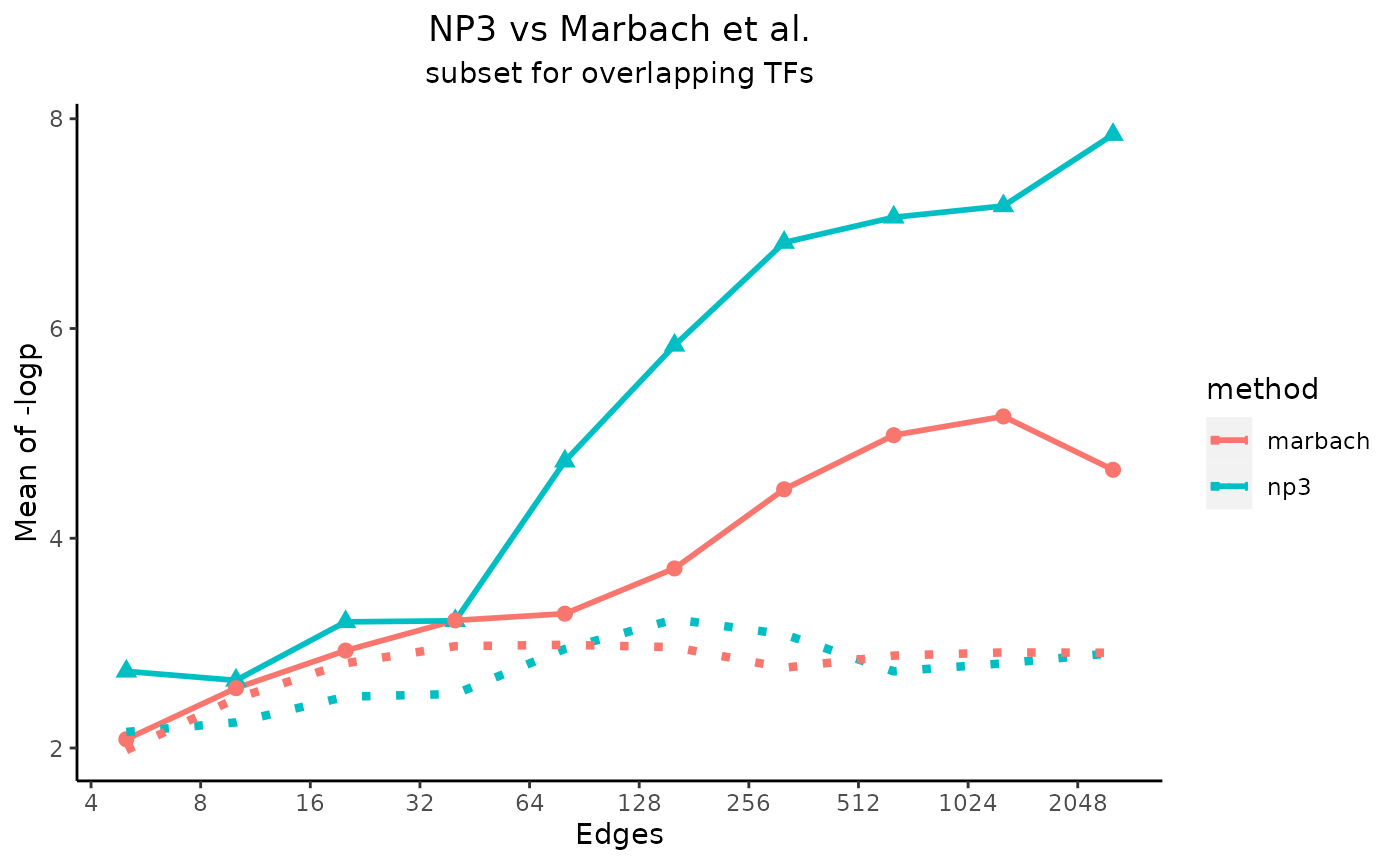 NP3 vs Marbach et al.
subset for overlapping TFs
Mean of -logp
8
6
4
2
4 8 16 32 64 128 256 512 1024 2048
Edges
method
marbach
np3